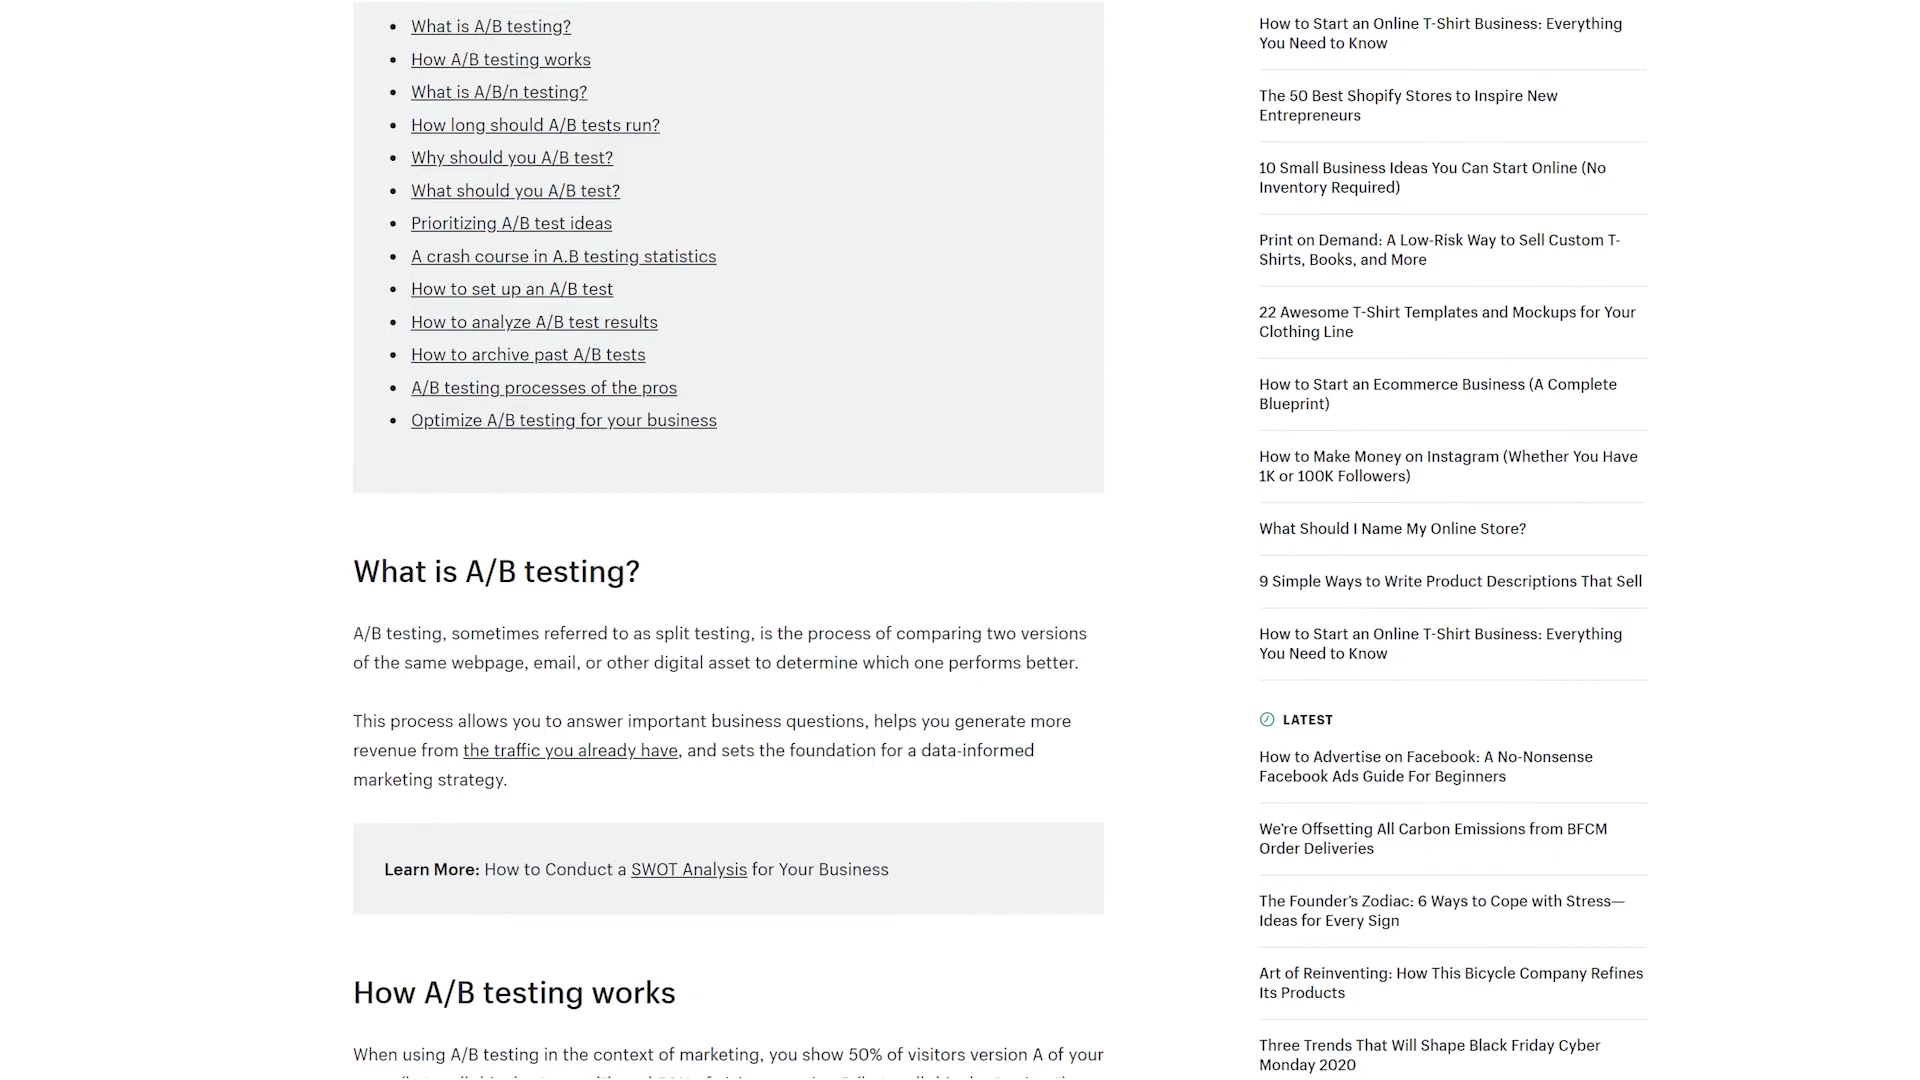 What is A/B testing?
How A/B testing works
What is A/B/n testing?
How long should A/B tests run?
Why should you A/B test?
What should you A/B test?
Prioritizing A/B test ideas
A crash course in A.B testing statistics
How to set up an A/B test
How to analyze A/B test results
How to archive past A/B tests
A/B testing processes of the pros
Optimize A/B testing for your business
What is A/B testing?
A/B testing, sometimes referred to as split testing, is the process of comparing two versions
of the same webpage, email, or other digital asset to determine which one performs better.
This process allows you to answer important business questions, helps you generate more
revenue from the traffic you already have, and sets the foundation for a data-informed
marketing strategy.
Learn More: How to Conduct a SWOT Analysis for Your Business
How A/B testing works
When using A/B testing in the context of marketing, you show 50% of visitors version A of your
How to Start an Online T-Shirt Business: Everything
You Need to Know
The 50 Best Shopify Stores to Inspire New
Entrepreneurs
10 Small Business Ideas You Can Start Online (No
Inventory Required)
Print on Demand: A Low-Risk Way to Sell Custom T-
Shirts, Books, and More
22 Awesome T-Shirt Templates and Mockups for Your
Clothing Line
How to Start an Ecommerce Business (A Complete
Blueprint)
How to Make Money on Instagram (Whether You Have
1K or 100K Followers)
What Should I Name My Online Store?
9 Simple Ways to Write Product Descriptions That Sell
How to Start an Online T-Shirt Business: Everything
You Need to Know
LATEST
How to Advertise on Facebook: A No-Nonsense
Facebook Ads Guide For Beginners
We're Offsetting All Carbon Emissions from BFCM
Order Deliveries
The Founder's Zodiac: 6 Ways to Cope with Stress—
Ideas for Every Sign
Art of Reinventing: How This Bicycle Company Refines
Its Products
Three Trends That Will Shape Black Friday Cyber
Monday 2020